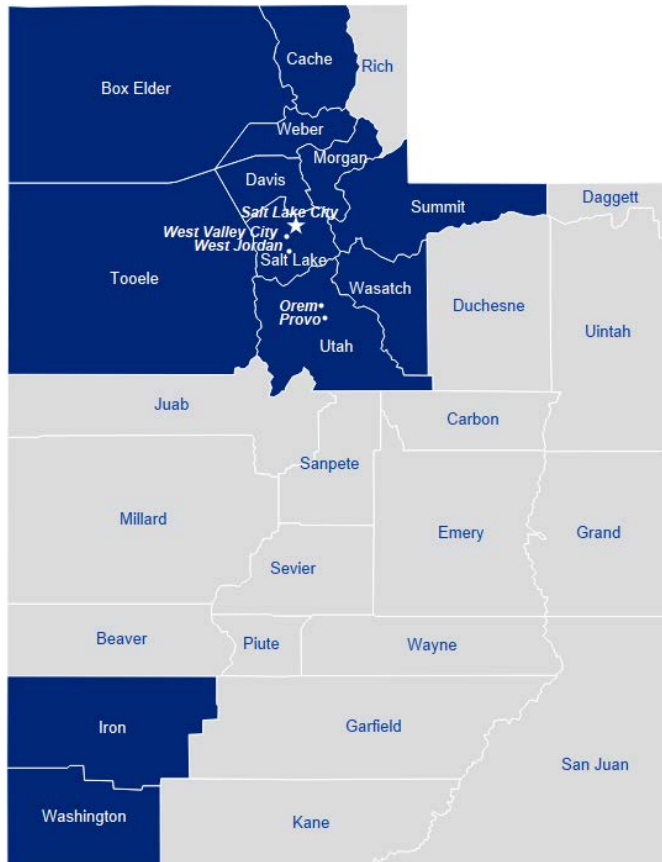 Cache
Rich
Box Elder
Weber
Morgan
Davis
Daggett
Summit
Salt Lake City
West Valley City
West Jordan
Salt Lake
Tooele
Wasatch
Orem
Provo
Duchesne
Uintah
Utah
Juab
Carbon
Sanpete
Millard
Emery
Grand
Sevier
Beaver
Piute
Wayne
Iron
Garfield
San Juan
Washington
Kane